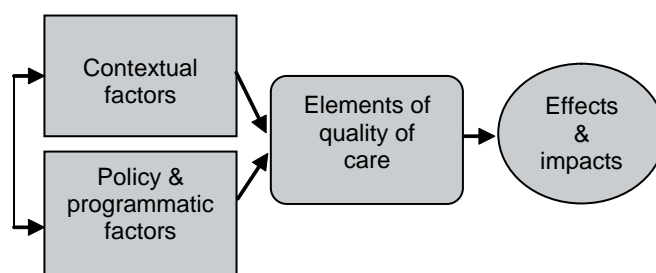 Contextual
factors
Policy &
programmatic
factors
Elements of
quality of
care
Effects
&
impacts